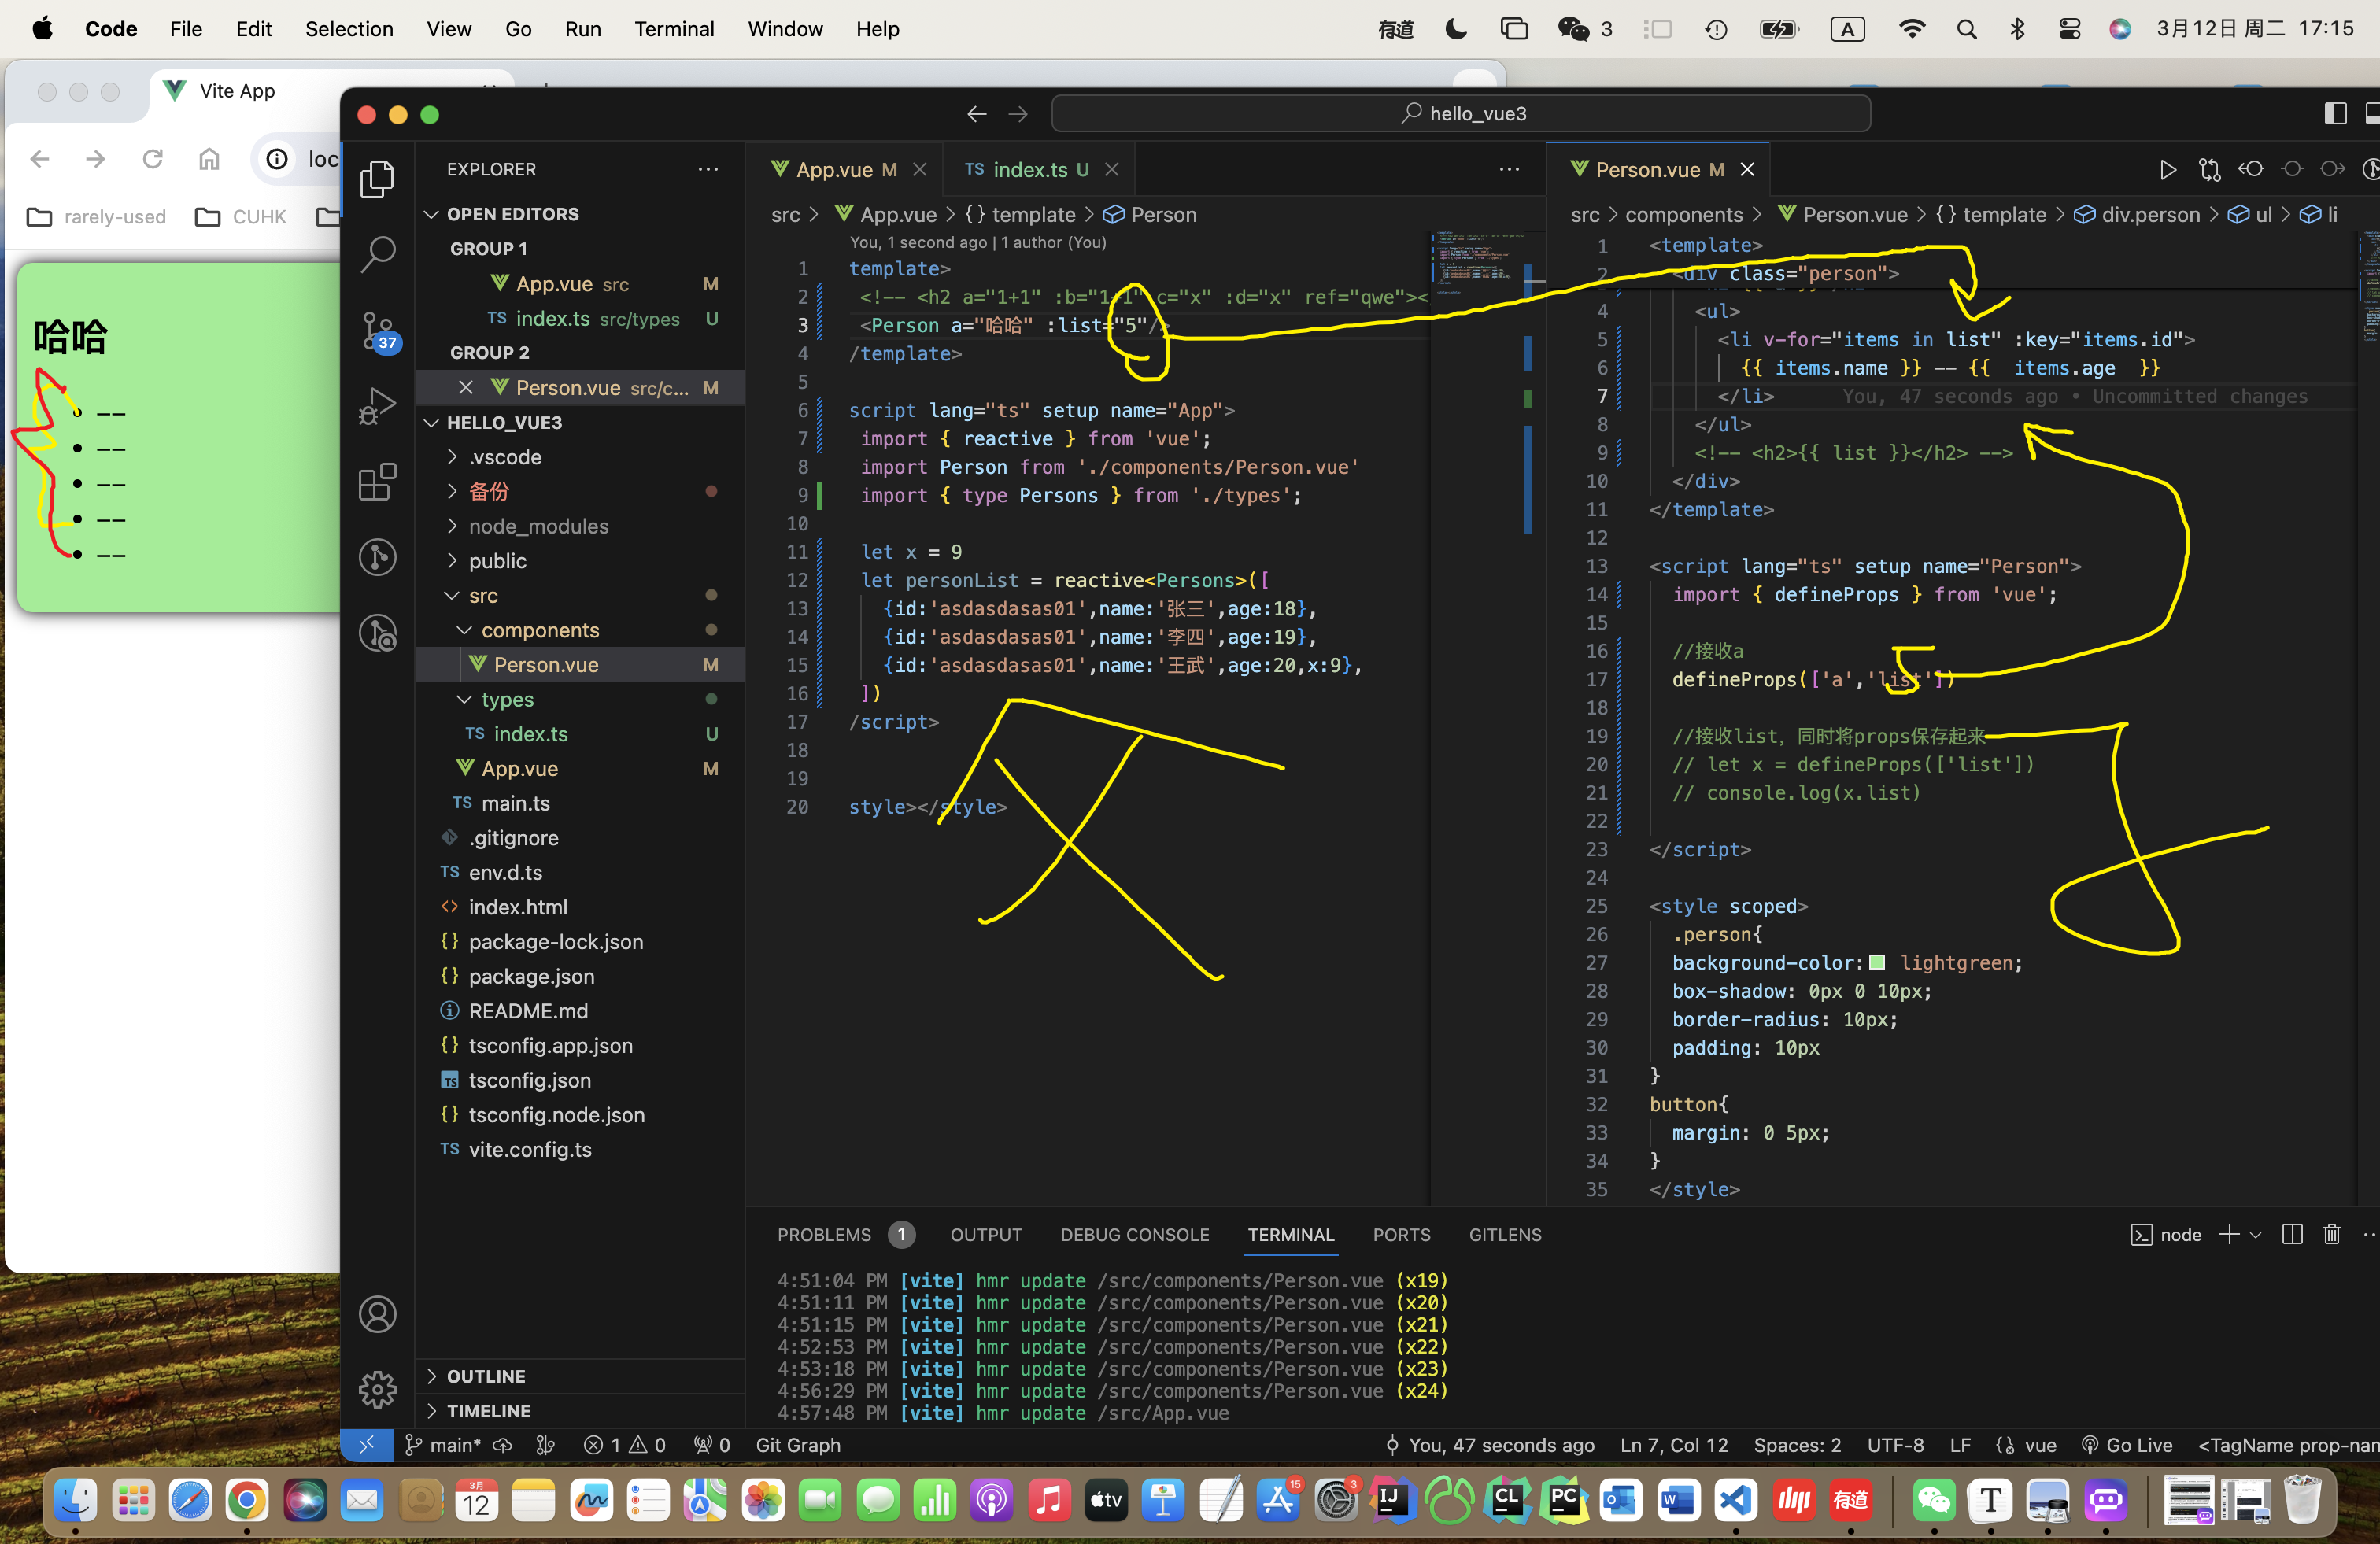 Code File Edit Selection View Go Run Terminal Window Help 有道 3 A 3月12日 周二 17:15
Vite App
hello_vue3
loc
rarely-used CUHK
哈哈
--
--
--
--
--
EXPLORER
OPEN EDITORS
GROUP 1
App.vue src M
TS index.ts src/types U
GROUP 2
Person.vue src/c... M
HELLO_VUE3
.vscode
备份
node_modules
public
src
components
Person.vue M
types
TS index.ts U
App.vue M
TS main.ts
.gitignore
TS env.d.ts
index.html
package-lock.json
package.json
README.md
tsconfig.app.json
tsconfig.json
tsconfig.node.json
TS vite.config.ts
OUTLINE
TIMELINE
37
App.vue M TS index.ts U
src > App.vue > {} template > Person
You, 1 second ago | 1 author (You)
1 template>
2 <!-- <h2 a="1+1" :b="1+1" c="x" :d="x" ref="qwe"><
3 <Person a="哈哈" :list="5"/>
4 /template>
5
6 script lang="ts" setup name="App">
7 import { reactive } from 'vue';
8 import Person from './components/Person.vue'
9 import { type Persons } from './types';
10
11 let x = 9
12 let personList = reactive<Persons>([
13 {id:'asdasdasas01',name:'张三',age:18},
14 {id:'asdasdasas01',name:'李四',age:19},
15 {id:'asdasdasas01',name:'王武',age:20,x:9},
16 ])
17 /script>
18
19
20 style></style>
Person.vue M
src > components > Person.vue > {} template > div.person > ul > li
1 <template>
2 <div class="person">
4 <ul>
5 <li v-for="items in list" :key="items.id">
6 {{ items.name }} -- {{ items.age }}
7 </li> You, 47 seconds ago • Uncommitted changes
8 </ul>
9 <!-- <h2>{{ list }}</h2> -->
10 </div>
11 </template>
12
13 <script lang="ts" setup name="Person">
14 import { defineProps } from 'vue';
15
16 //接收a
17 defineProps(['a','list'])
5
18
19 //接收list，同时将props保存起来
20 // let x = defineProps(['list'])
21 // console.log(x.list)
22
23 </script>
24
25 <style scoped>
26 .person{
27 background-color: lightgreen;
28 box-shadow: 0px 0 10px;
29 border-radius: 10px;
30 padding: 10px
31 }
32 button{
33 margin: 0 5px;
34 }
35 </style>
PROBLEMS 1 OUTPUT DEBUG CONSOLE TERMINAL PORTS GITLENS node
4:51:04 PM [vite] hmr update /src/components/Person.vue (x19)
4:51:11 PM [vite] hmr update /src/components/Person.vue (x20)
4:51:15 PM [vite] hmr update /src/components/Person.vue (x21)
4:52:53 PM [vite] hmr update /src/components/Person.vue (x22)
4:53:18 PM [vite] hmr update /src/components/Person.vue (x23)
4:56:29 PM [vite] hmr update /src/components/Person.vue (x24)
4:57:48 PM [vite] hmr update /src/App.vue
main* 1 0 0 Git Graph You, 47 seconds ago Ln 7, Col 12 Spaces: 2 UTF-8 LF vue Go Live <TagName prop-nam
3月 12 tv 15 3 IJ CL PC W 有道 T